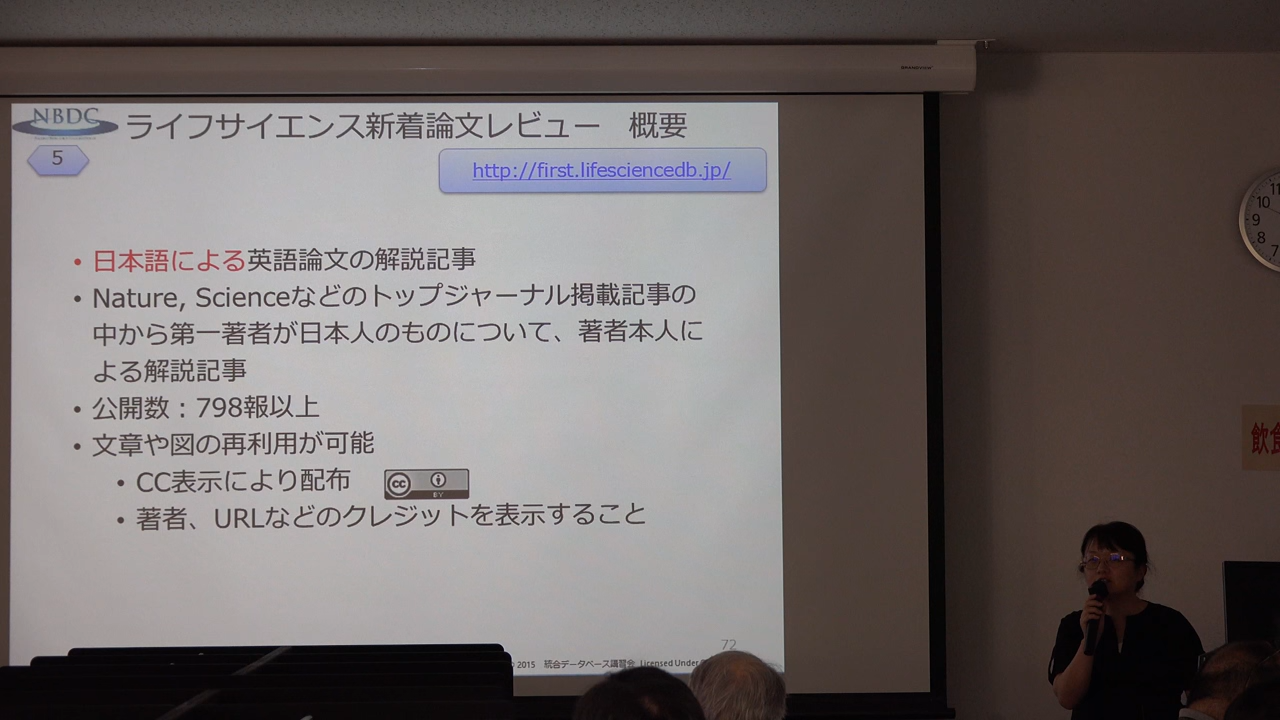 NBDC
ライフサイエンス新着論文レビュー 概要
5
http://first.lifesciencedb.jp/
• 日本語による英語論文の解説記事
• Nature, Scienceなどのトップジャーナル掲載記事の
中から第一著者が日本人のものについて、著者本人に
よる解説記事
• 公開数：798報以上
• 文章や図の再利用が可能
• CC表示により配布
cc
BY
• 著者、URLなどのクレジットを表示すること
72
2015 統合データベース講習会 Licensed Under
11
10
9
8
7
飲食